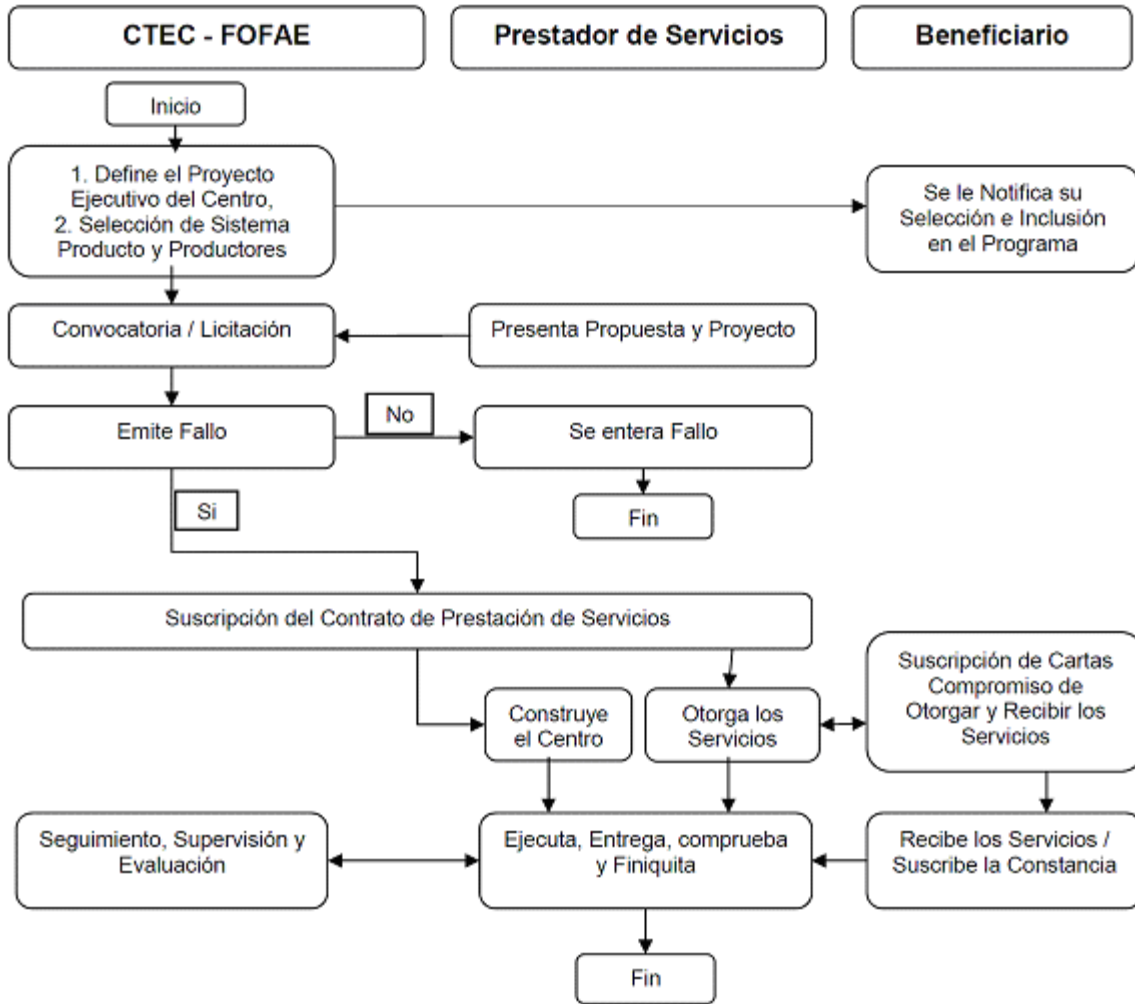 CTEC - FOFAE
Prestador de Servicios
Beneficiario
Inicio
1. Define el Proyecto
Ejecutivo del Centro,
2. Selección de Sistema
Producto y Productores
Se le Notifica su
Selección e Inclusión
en el Programa
Convocatoria / Licitación
Presenta Propuesta y Proyecto
Emite Fallo
No
Se entera Fallo
Si
Fin
Suscripción del Contrato de Prestación de Servicios
Construye
el Centro
Otorga los
Servicios
Suscripción de Cartas
Compromiso de
Otorgar y Recibir los
Servicios
Seguimiento, Supervisión y
Evaluación
Ejecuta, Entrega, comprueba
y Finiquita
Recibe los Servicios /
Suscribe la Constancia
Fin